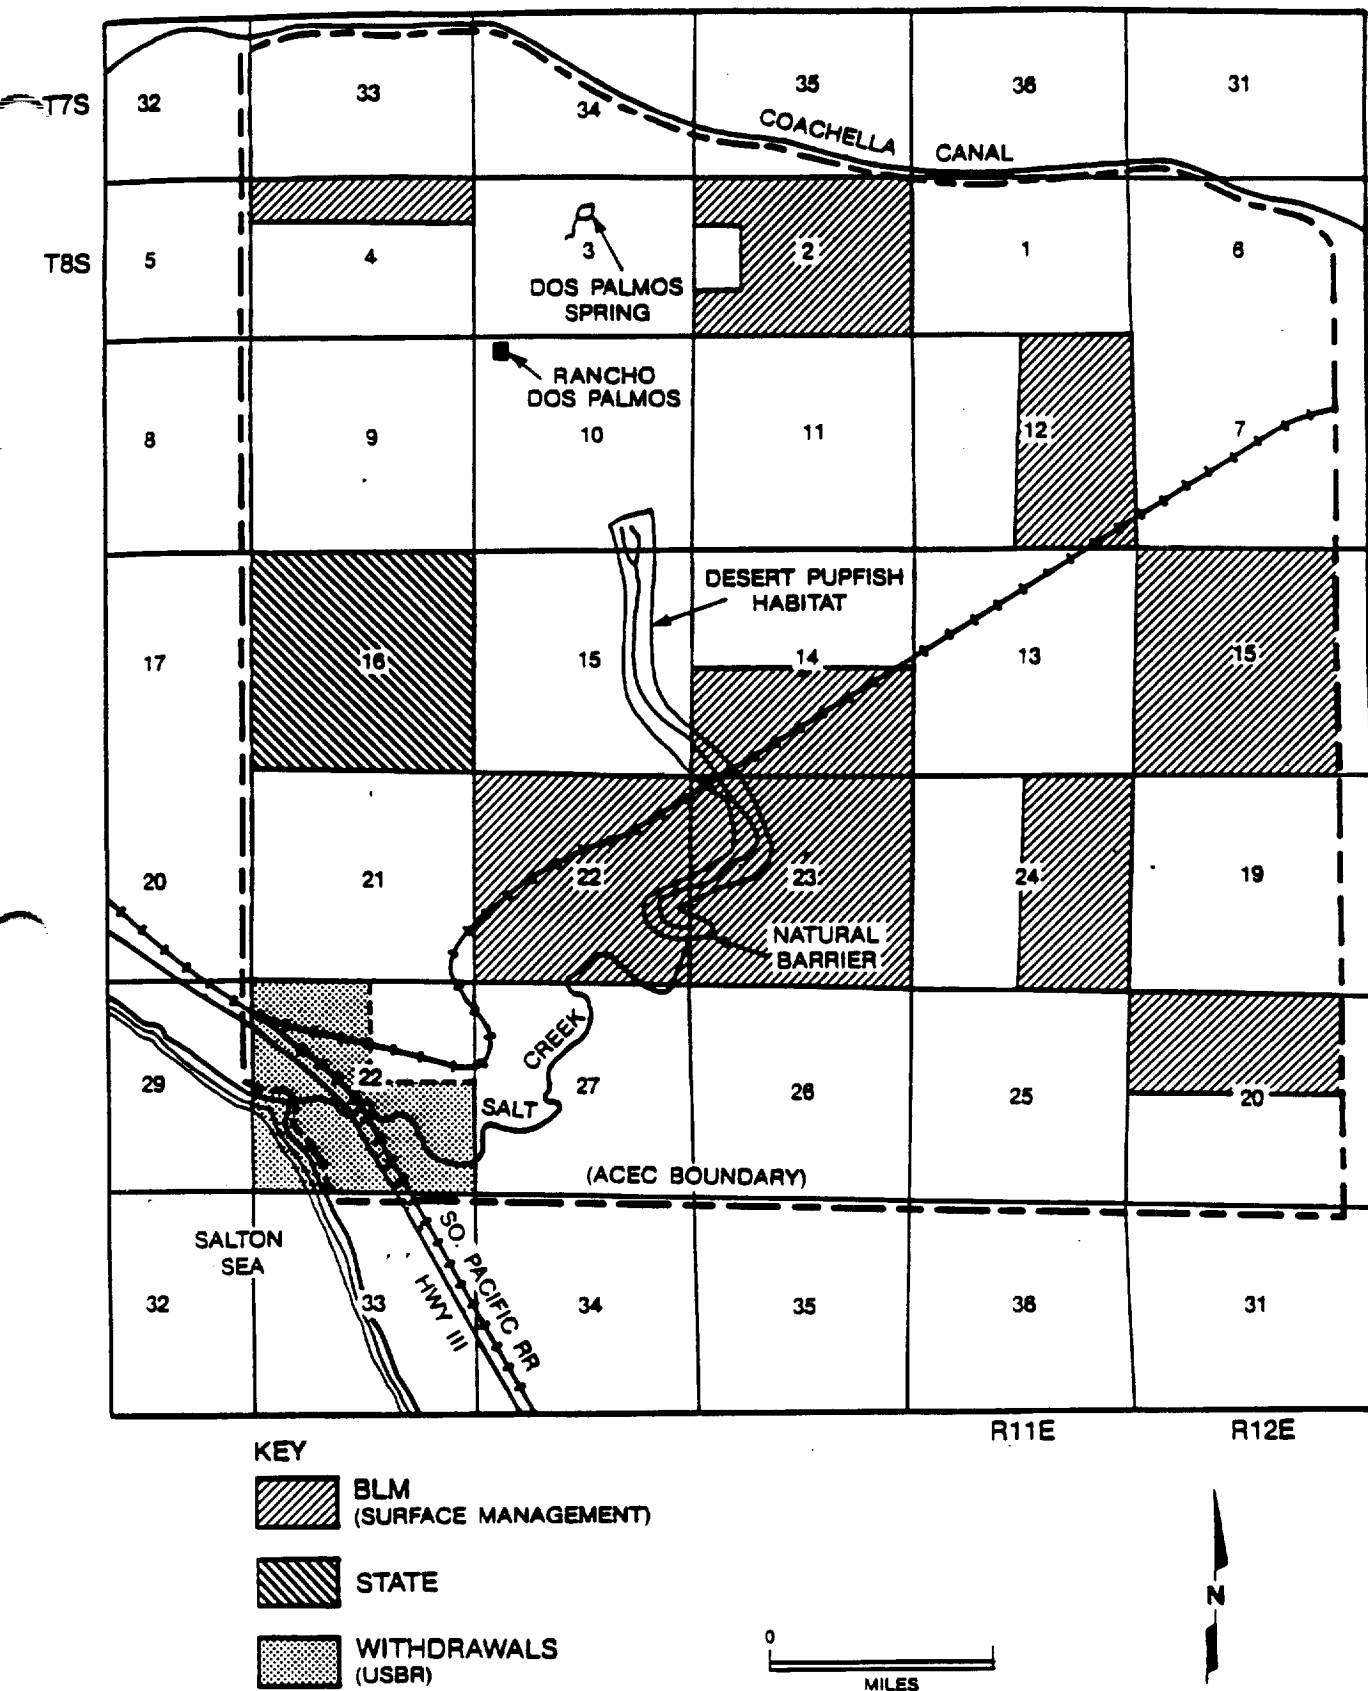 T7S
32
33
34
35
36
31
COACHELLA CANAL
T8S
5
4
3
2
1
6
DOS PALMOS
SPRING
RANCHO
DOS PALMOS
8
9
10
11
12
7
DESERT PUPFISH
HABITAT
17
16
15
14
13
15
20
21
22
23
24
19
NATURAL
BARRIER
29
22
SALT CREEK
27
26
25
20
(ACEC BOUNDARY)
SALTON
SEA
SO. PACIFIC RR
HWY III
32
33
34
35
36
31
R11E
R12E
KEY
BLM
(SURFACE MANAGEMENT)
STATE
WITHDRAWALS
(USBR)
0
MILES
N